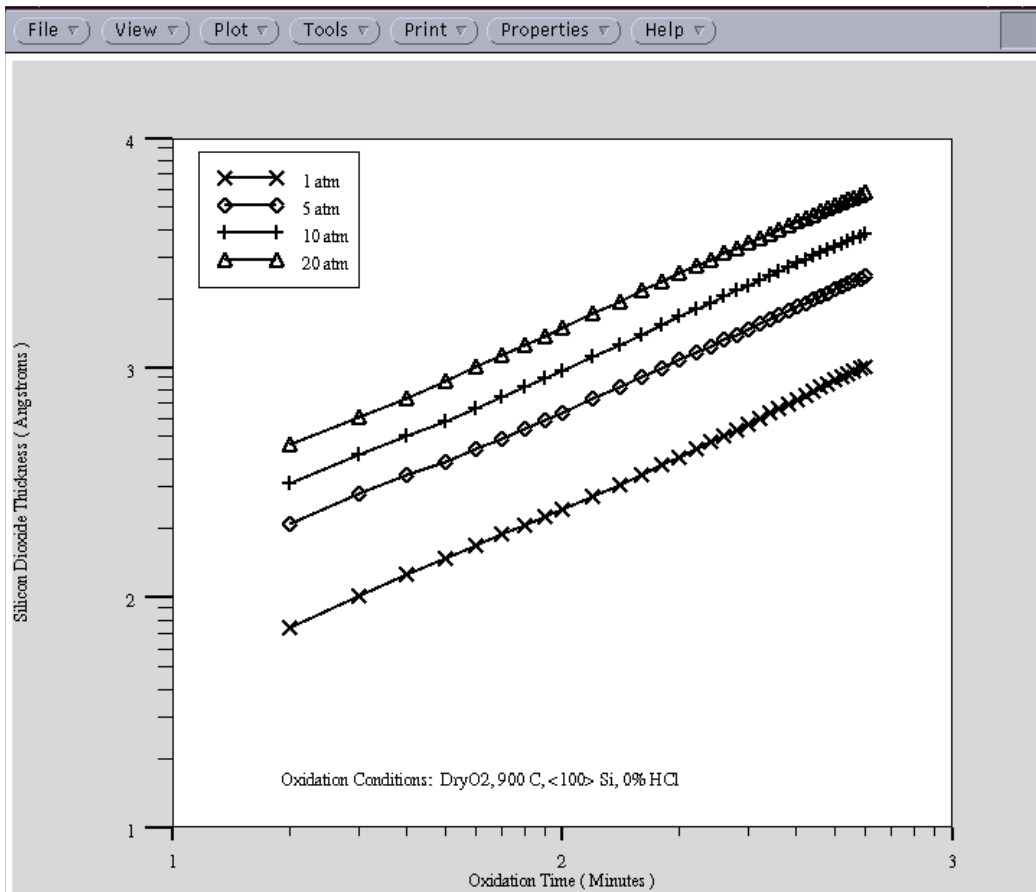 File View Plot Tools Print Properties Help
4
1 atm
5 atm
10 atm
20 atm
3
Silicon Dioxide Thickness ( Angstroms )
2
Oxidation Conditions: DryO2, 900 C, <100> Si, 0% HCl
1
1 2 3
Oxidation Time ( Minutes )